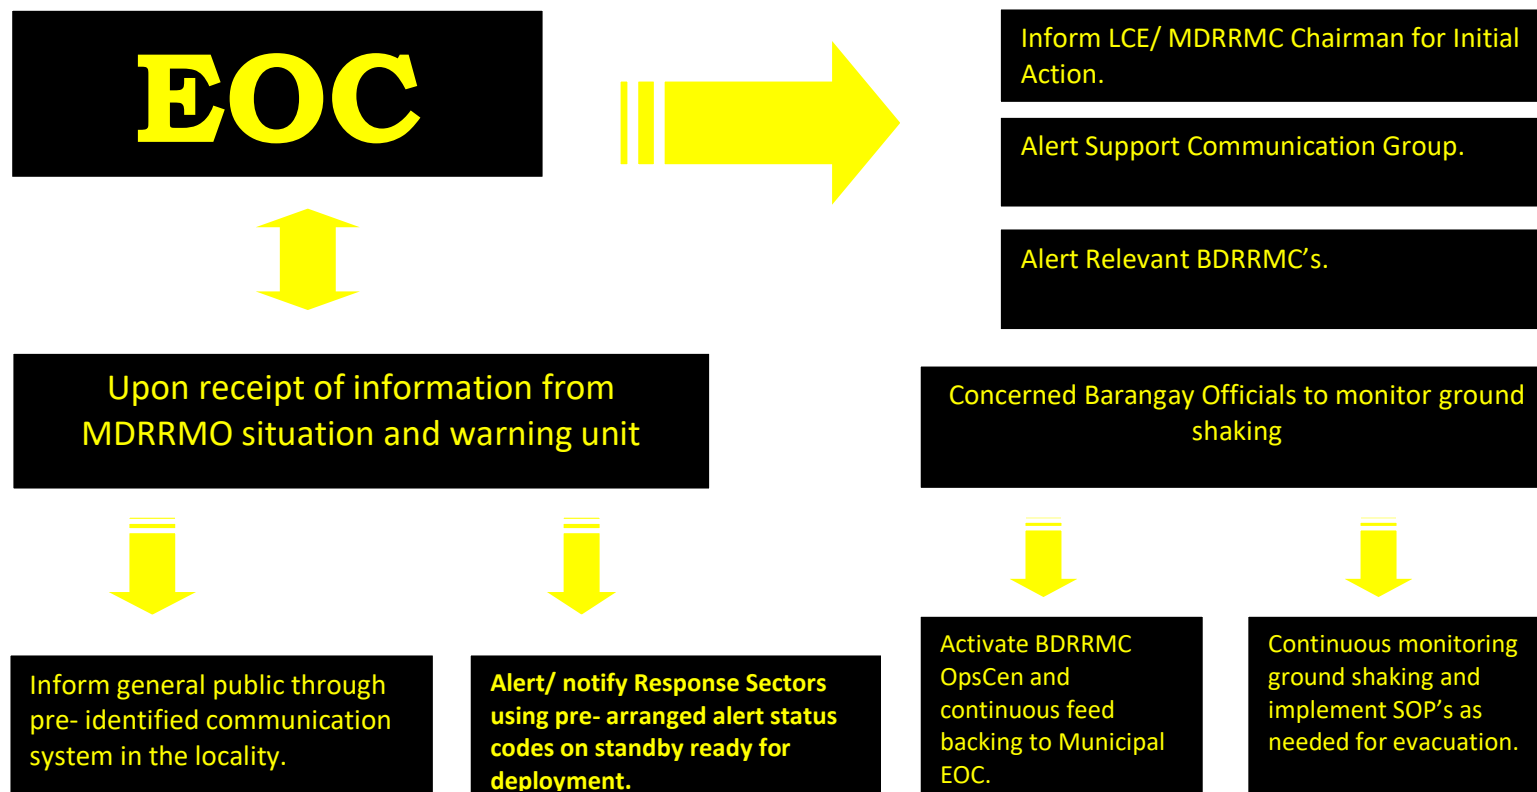 EOC
Inform LCE/ MDRRMC Chairman for Initial
Action.
Alert Support Communication Group.
Alert Relevant BDRRMC’s.
Upon receipt of information from
MDRRMO situation and warning unit
Concerned Barangay Officials to monitor ground
shaking
Inform general public through
pre- identified communication
system in the locality.
Alert/ notify Response Sectors
using pre- arranged alert status
codes on standby ready for
deployment.
Activate BDRRMC
OpsCen and
continuous feed
backing to Municipal
EOC.
Continuous monitoring
ground shaking and
implement SOP’s as
needed for evacuation.